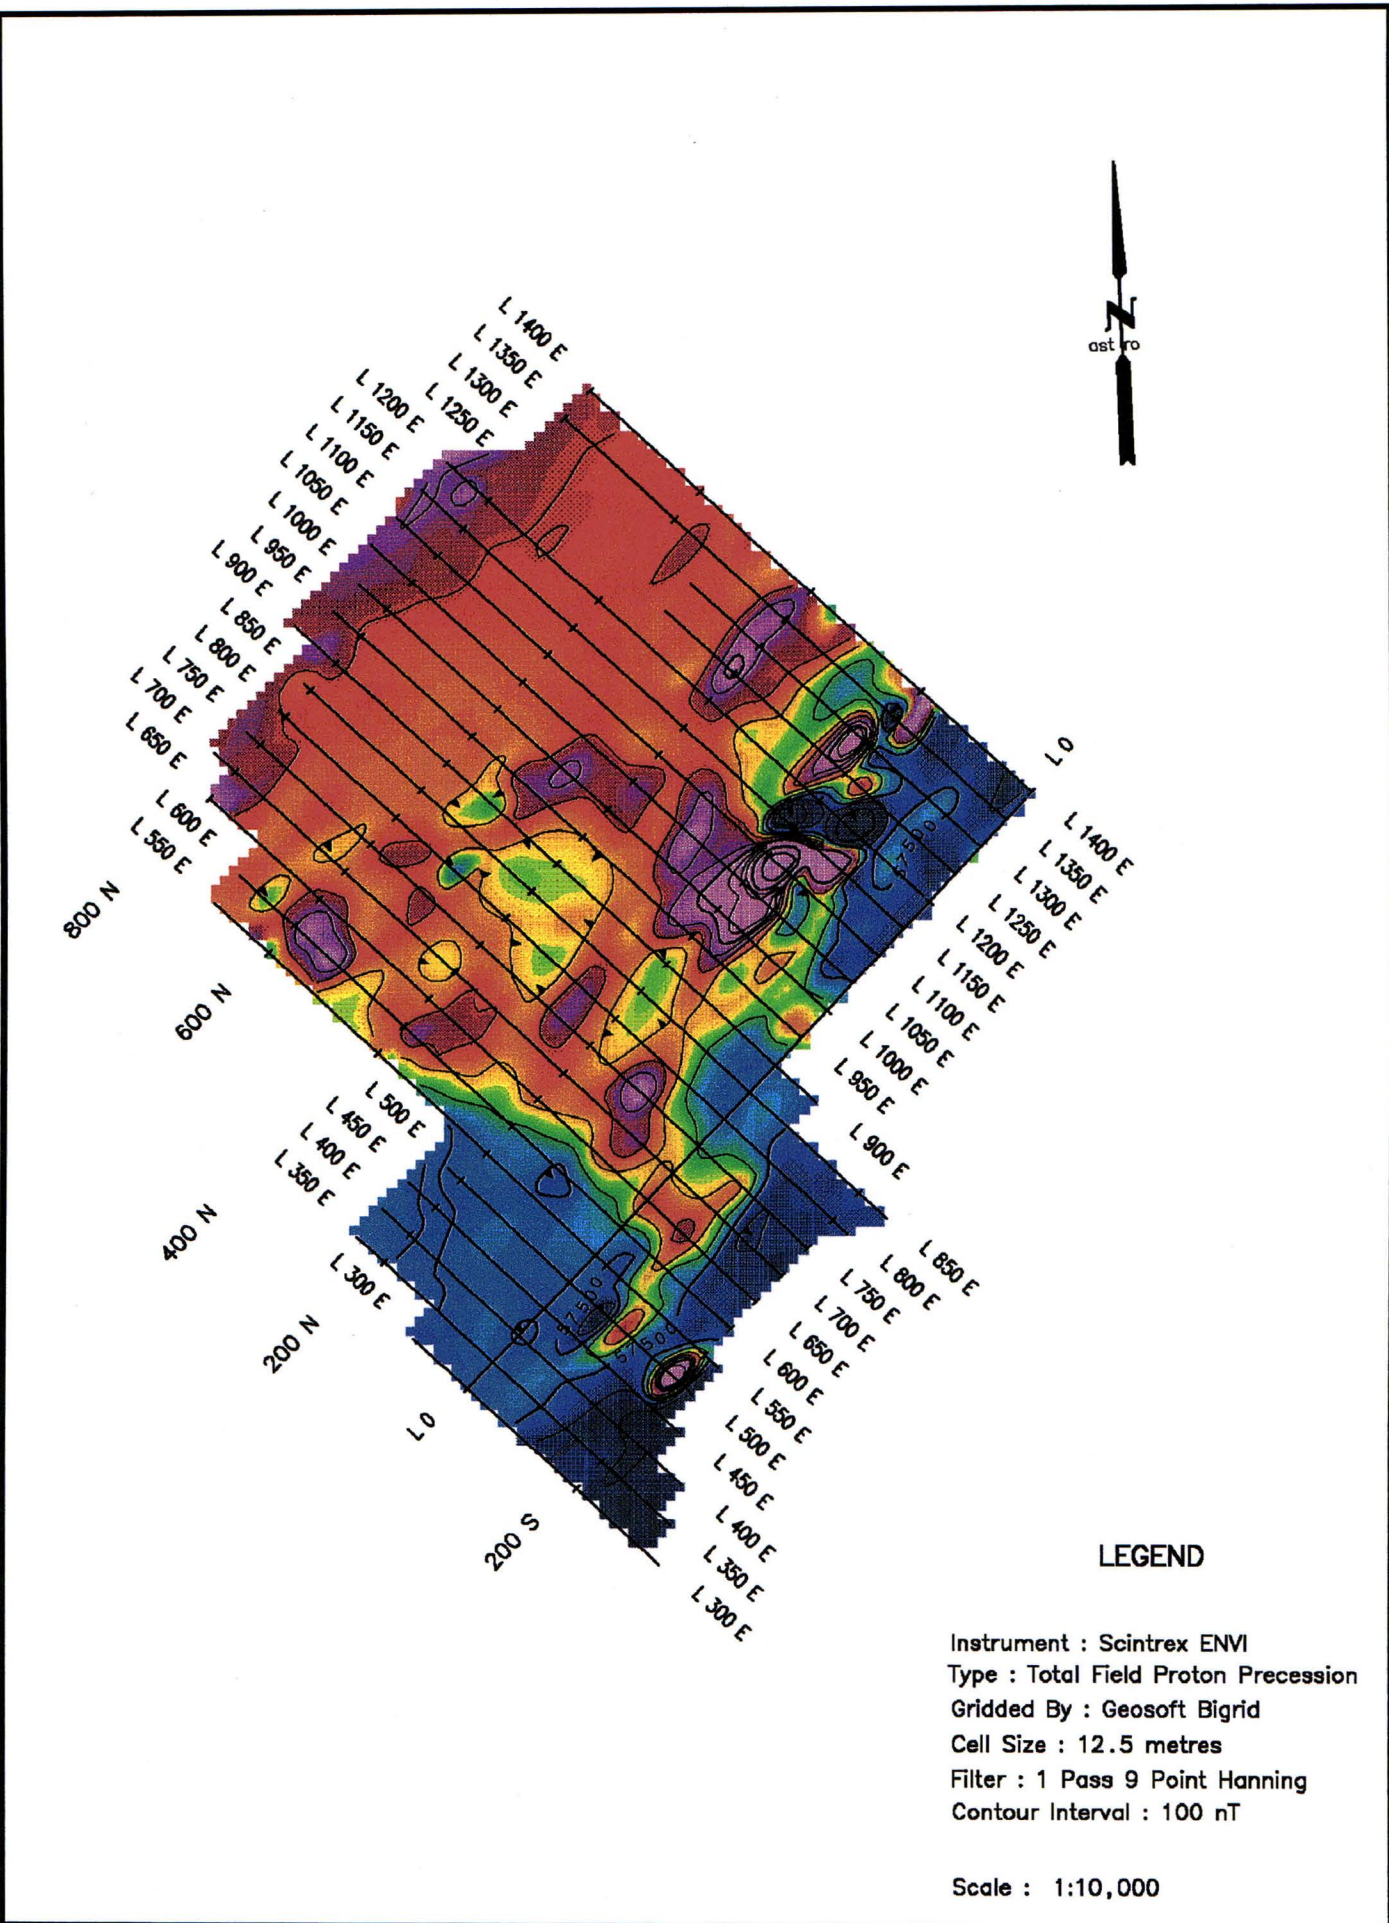 N
astro
L 1400 E
L 1350 E
L 1300 E
L 1250 E
L 1200 E
L 1150 E
L 1100 E
L 1050 E
L 1000 E
L 950 E
L 900 E
L 850 E
L 800 E
L 750 E
L 700 E
L 650 E
L 600 E
L 550 E
L 500 E
L 450 E
L 400 E
L 350 E
L 300 E
800 N
600 N
400 N
200 N
L 0
200 S
L 0
57500
57500
57500
L 1400 E
L 1350 E
L 1300 E
L 1250 E
L 1200 E
L 1150 E
L 1100 E
L 1050 E
L 1000 E
L 950 E
L 900 E
L 850 E
L 800 E
L 750 E
L 700 E
L 650 E
L 600 E
L 550 E
L 500 E
L 450 E
L 400 E
L 350 E
L 300 E
LEGEND
Instrument : Scintrex ENVI
Type : Total Field Proton Precession
Gridded By : Geosoft Bigrid
Cell Size : 12.5 metres
Filter : 1 Pass 9 Point Hanning
Contour Interval : 100 nT
Scale : 1:10,000